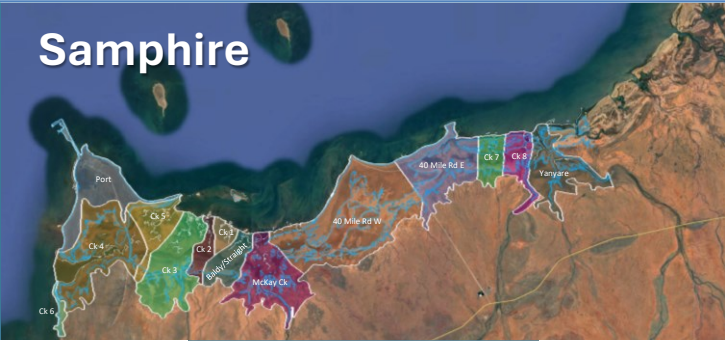 Samphire
Port
Ck 4
Ck 5
Ck 3
Ck 2
Ck 1
Baldy/Straight
McKay Ck
40 Mile Rd W
40 Mile Rd E
Ck 7
Ck 8
Yanyare
Ck 6